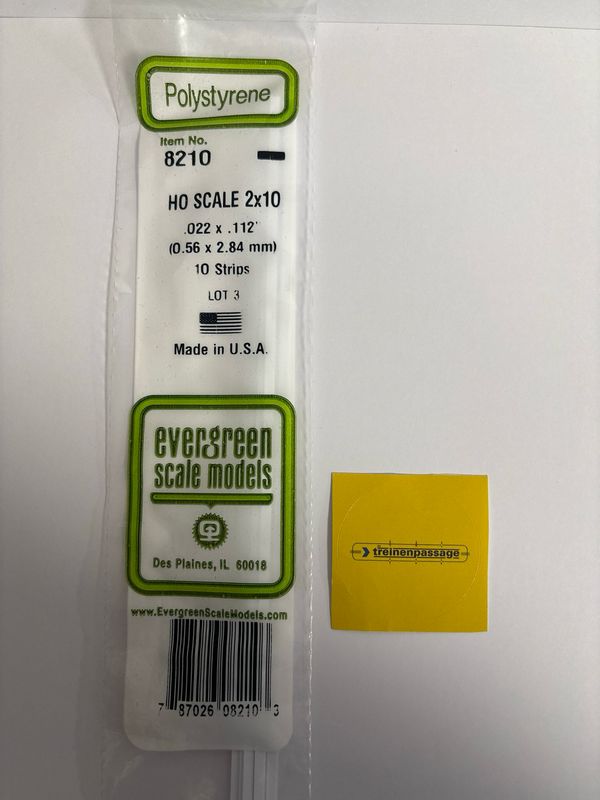 Polystyrene
Item No.
8210
HO SCALE 2x10
.022 x .112"
(0.56 x 2.84 mm)
10 Strips
LOT 3
Made in U.S.A.
evergreen
scale models
Des Plaines, IL 60018
www.EvergreenScaleModels.com
7 87026 08210 3
treinenpassage